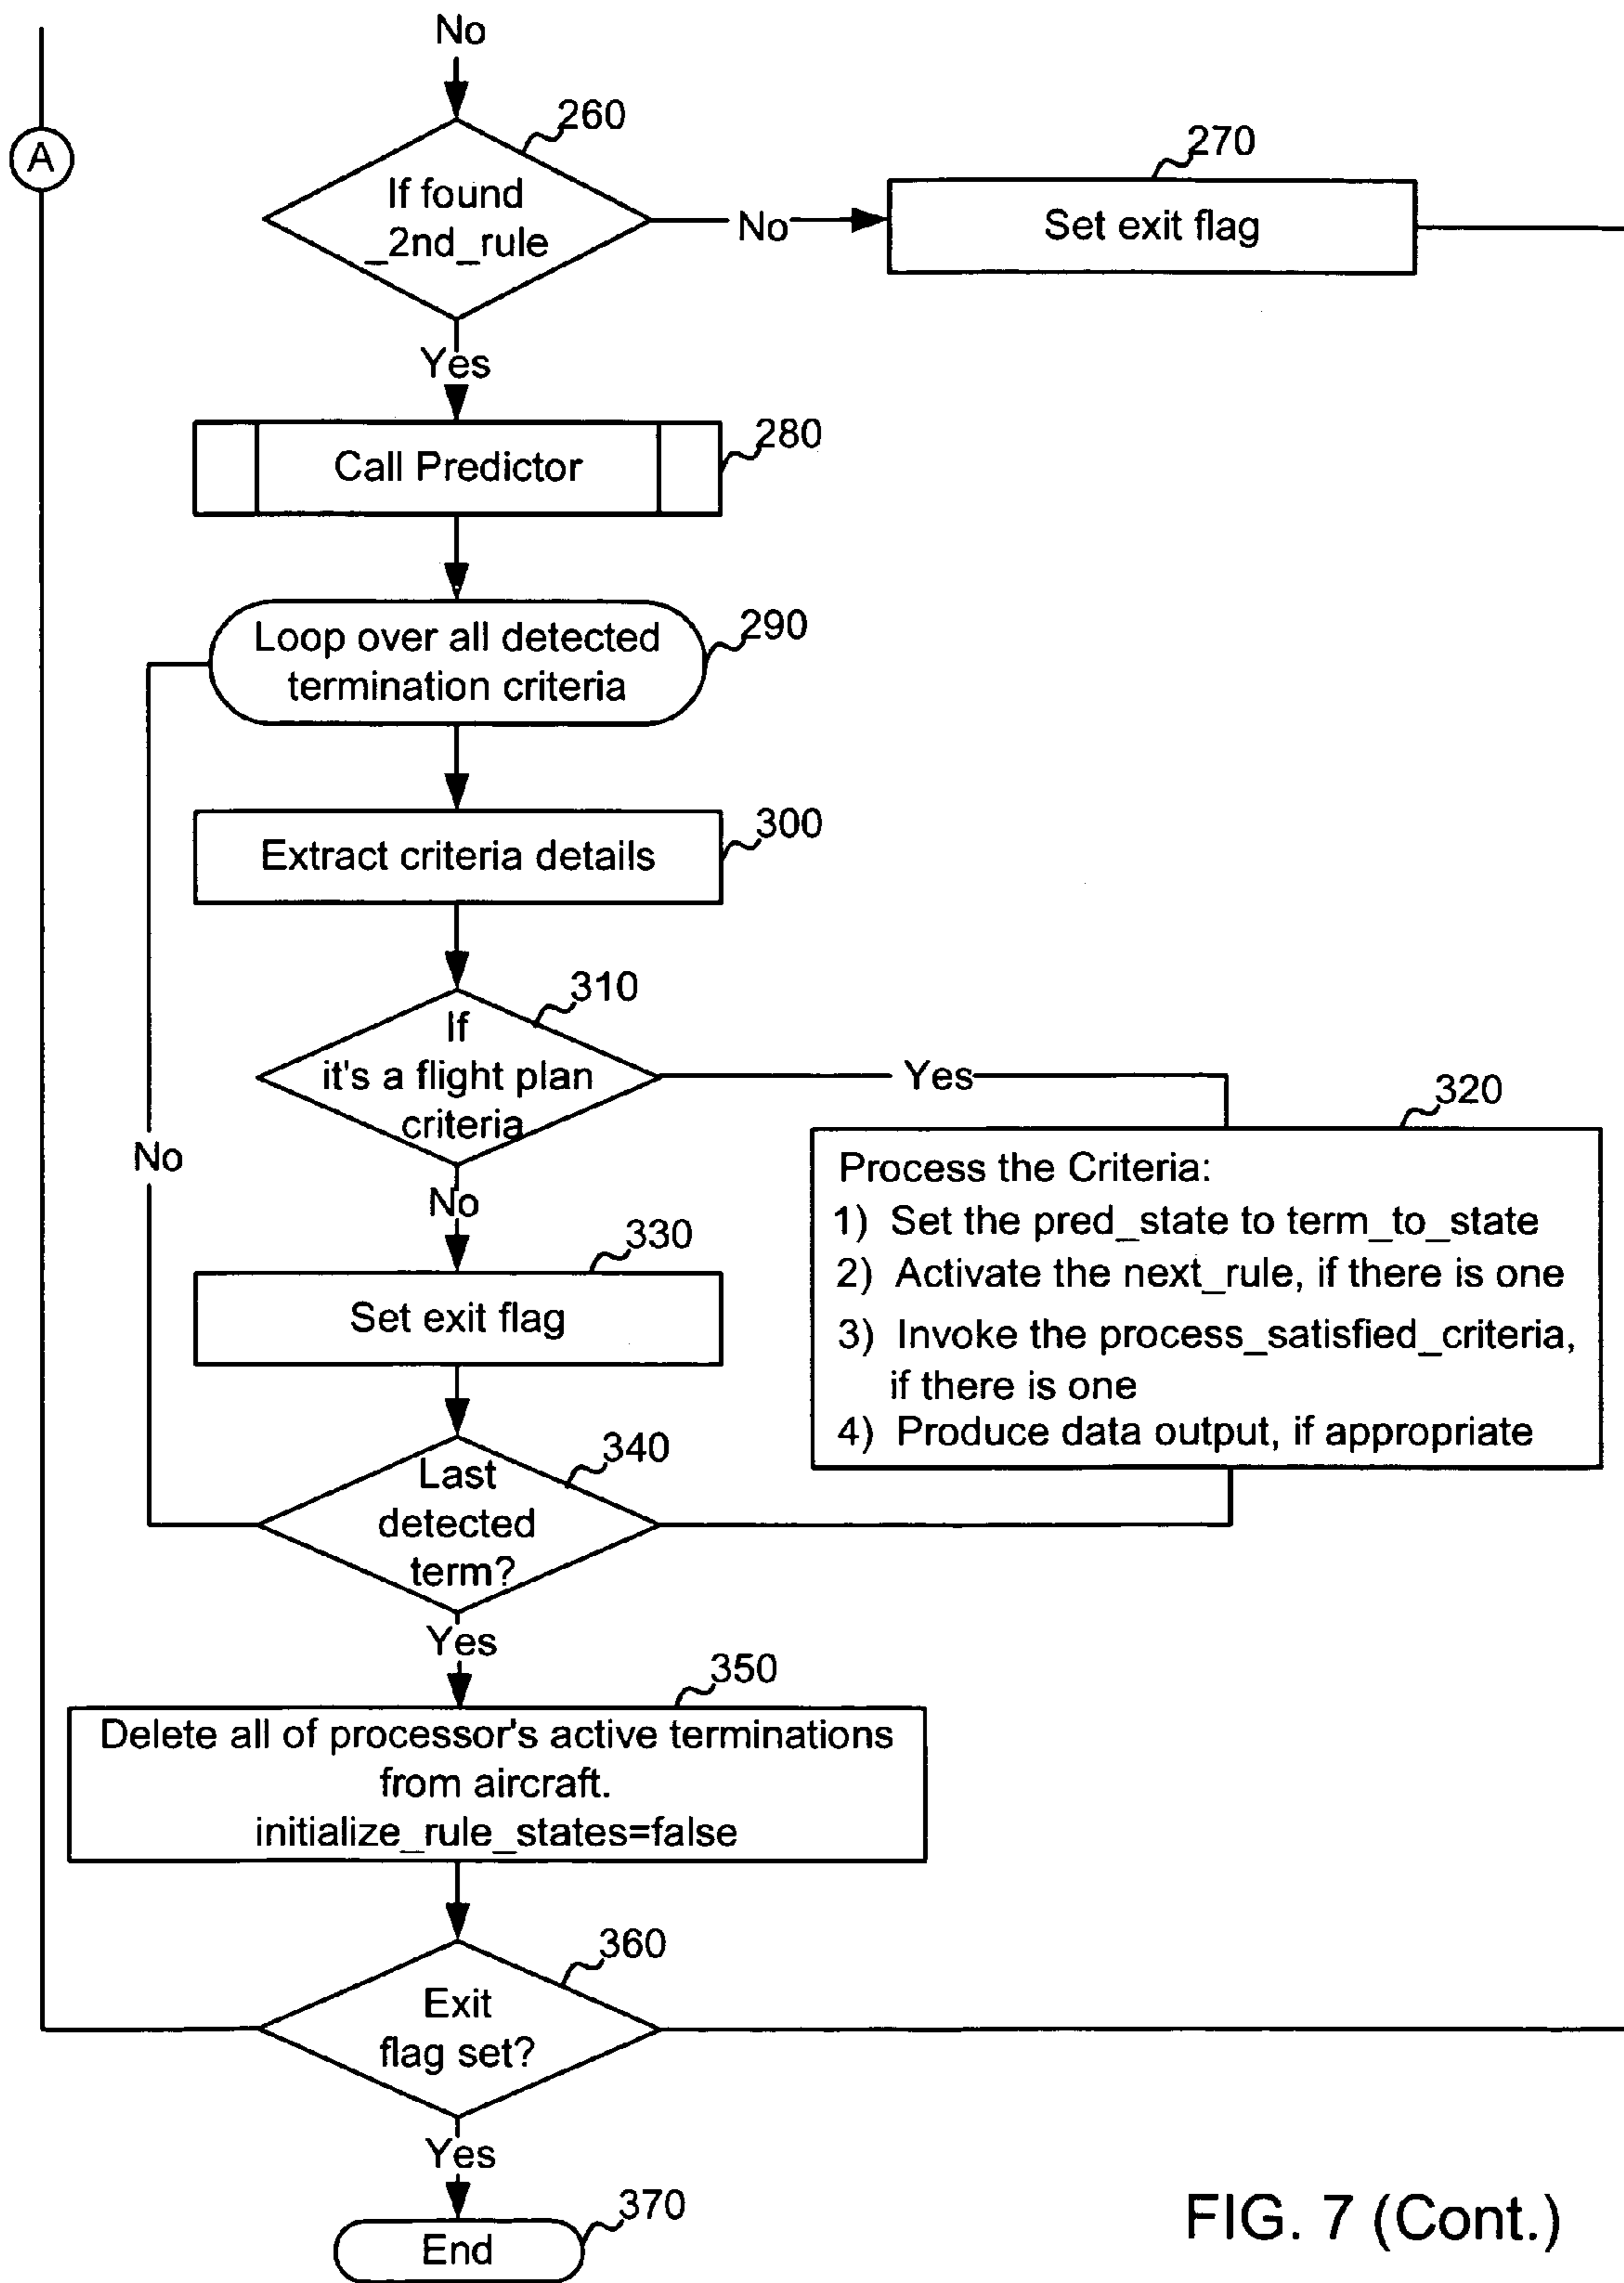 No
A
260
If found
_2nd_rule
No
270
Set exit flag
Yes
280
Call Predictor
290
Loop over all detected
termination criteria
300
Extract criteria details
310
If
it's a flight plan
criteria
Yes
No
No
320
Process the Criteria:
1) Set the pred_state to term_to_state
2) Activate the next_rule, if there is one
3) Invoke the process_satisfied_criteria,
if there is one
4) Produce data output, if appropriate
330
Set exit flag
340
Last
detected
term?
Yes
350
Delete all of processor's active terminations
from aircraft.
initialize_rule_states=false
360
Exit
flag set?
Yes
370
End
FIG. 7 (Cont.)